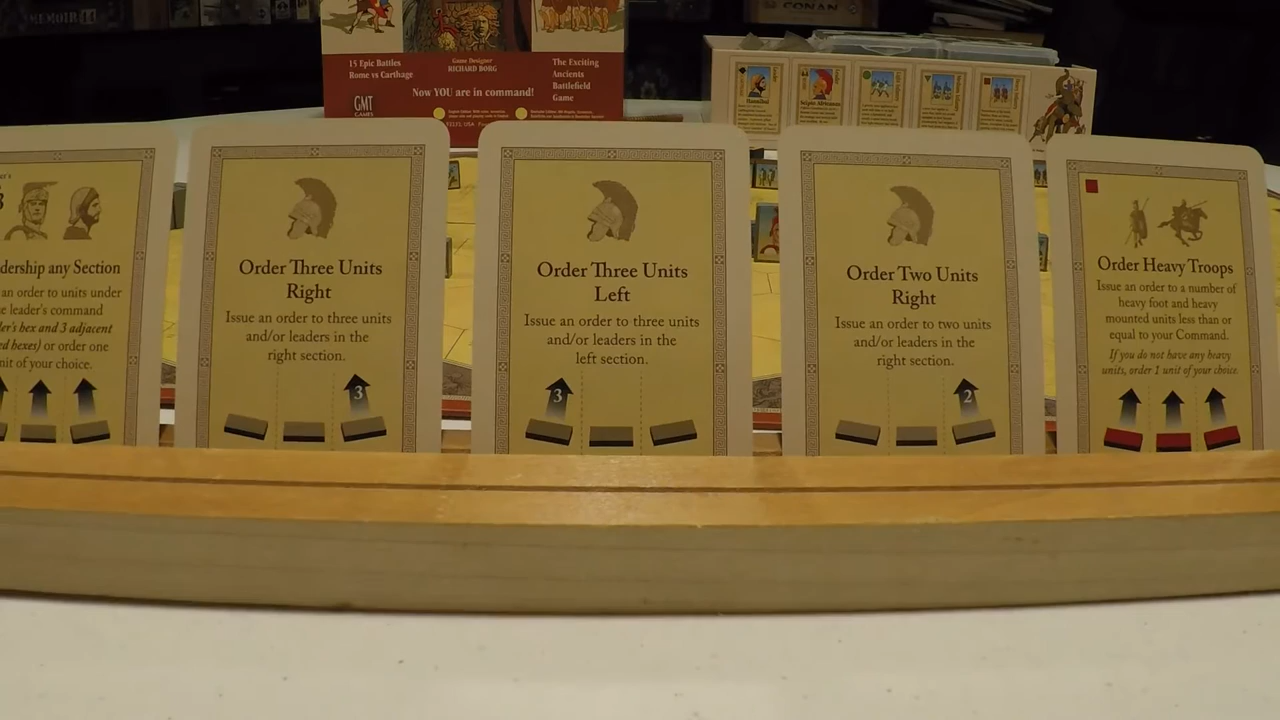 MEMOIR 44
CONAN
15 Epic Battles
Rome vs Carthage
GMT
GAMES
Game Designer
RICHARD BORG
Now YOU are in command!
The Exciting
Ancients
Battlefield
Game
Hannibal
Scipio Africanus
dership any Section
an order to units under
e leader's command
der's hex and 3 adjacent
ed hexes) or order one
nit of your choice.
Order Three Units
Right
Issue an order to three units
and/or leaders in the
right section.
3
Order Three Units
Left
Issue an order to three units
and/or leaders in the
left section.
3
Order Two Units
Right
Issue an order to two units
and/or leaders in the
right section.
2
Order Heavy Troops
Issue an order to a number of
heavy foot and heavy
mounted units less than or
equal to your Command.
If you do not have any heavy
units, order 1 unit of your choice.